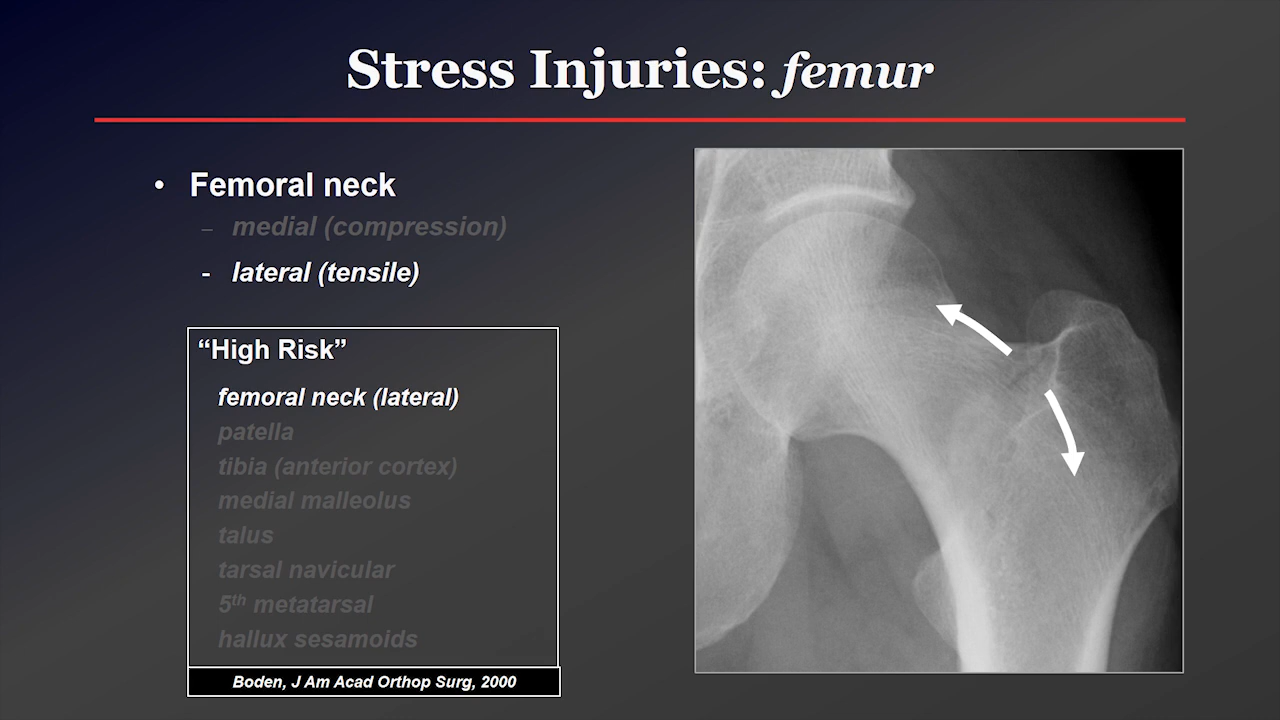 Stress Injuries: femur
• Femoral neck
– medial (compression)
- lateral (tensile)
“High Risk”
femoral neck (lateral)
patella
tibia (anterior cortex)
medial malleolus
talus
tarsal navicular
5th metatarsal
hallux sesamoids
Boden, J Am Acad Orthop Surg, 2000